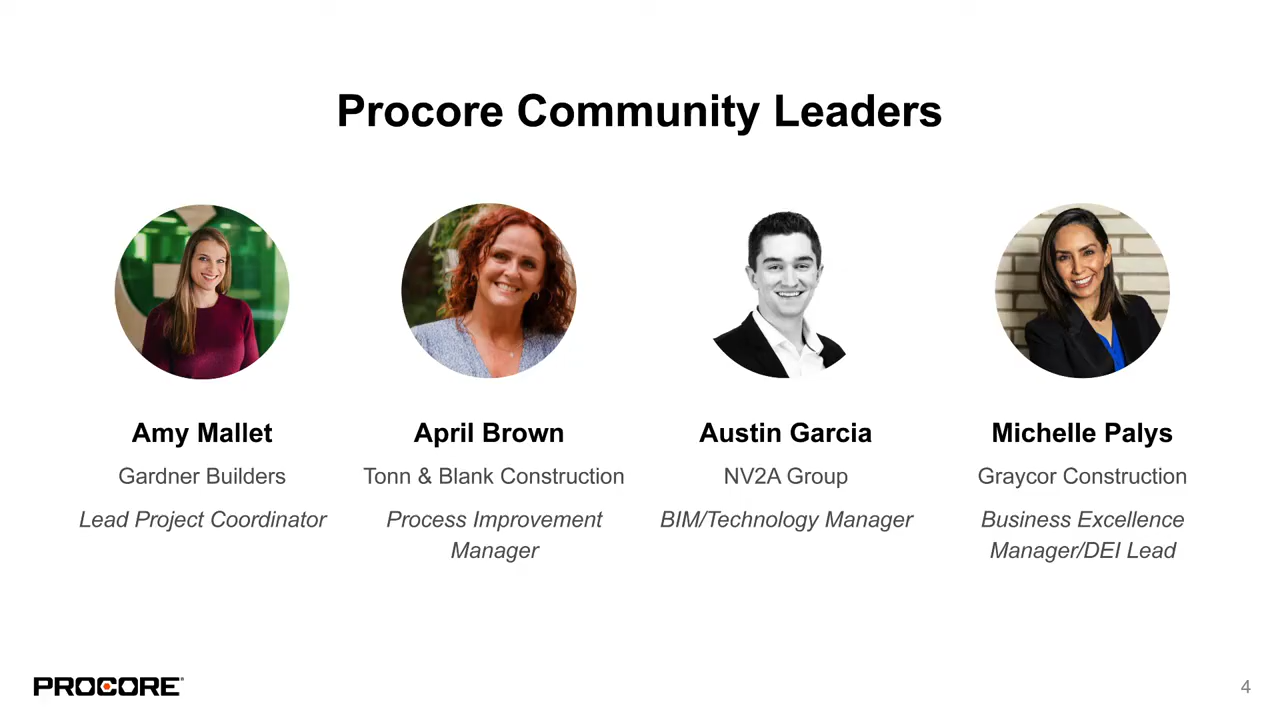 Procore Community Leaders
Amy Mallet
Gardner Builders
Lead Project Coordinator
April Brown
Tonn & Blank Construction
Process Improvement
Manager
Austin Garcia
NV2A Group
BIM/Technology Manager
Michelle Palys
Graycor Construction
Business Excellence
Manager/DEI Lead
PROCORE®
4